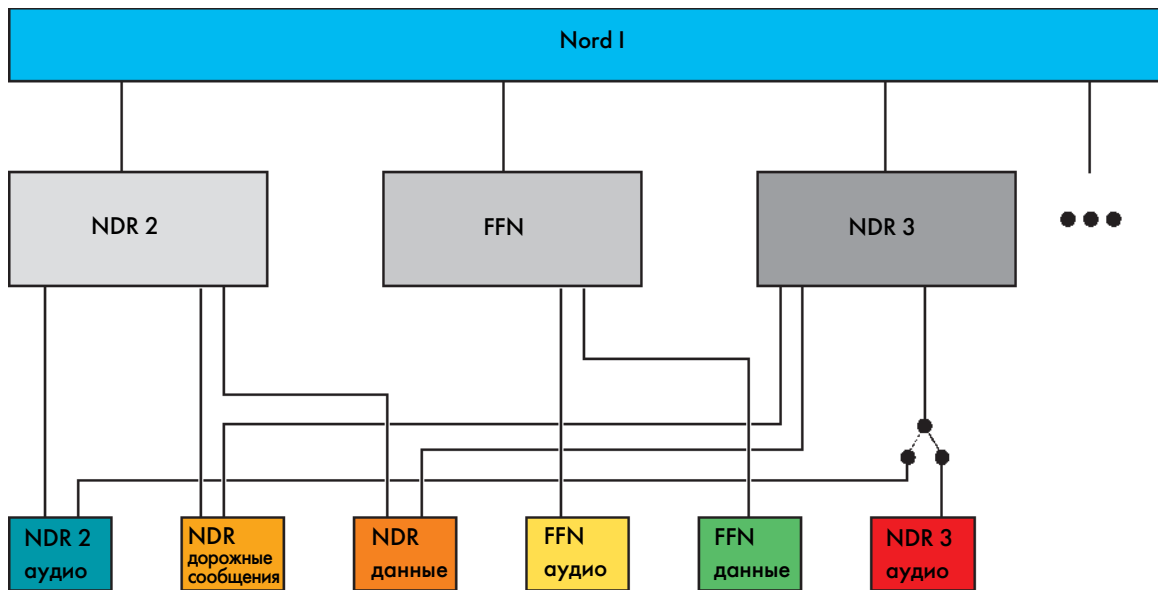 Nord I
NDR 2
FFN
NDR 3
NDR 2
аудио
NDR
дорожные
сообщения
NDR
данные
FFN
аудио
FFN
данные
NDR 3
аудио